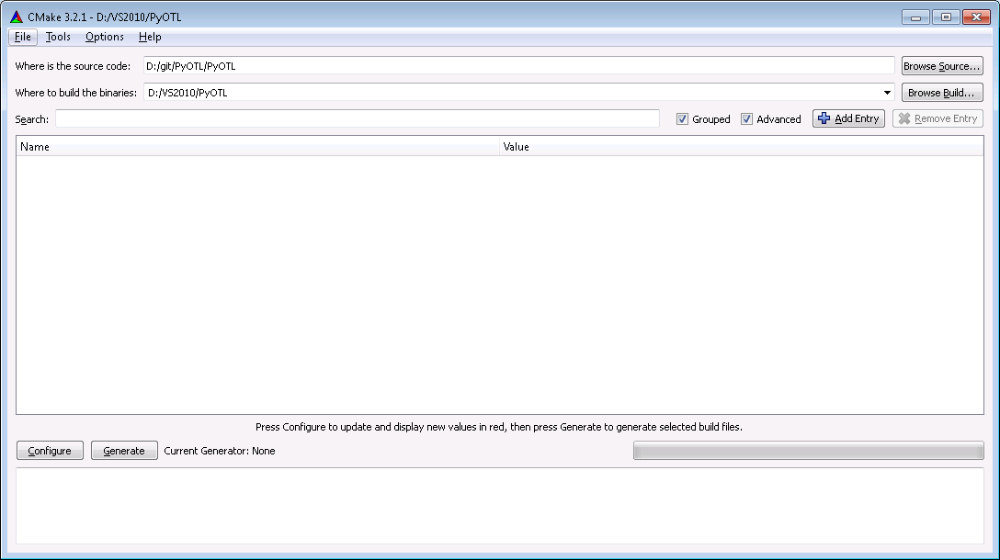 CMake 3.2.1 - D:/VS2010/PyOTL
File Tools Options Help
Where is the source code: D:/git/PyOTL/PyOTL Browse Source...
Where to build the binaries: D:/VS2010/PyOTL Browse Build...
Search: Grouped Advanced Add Entry Remove Entry
Name Value
Press Configure to update and display new values in red, then press Generate to generate selected build files.
Configure Generate Current Generator: None